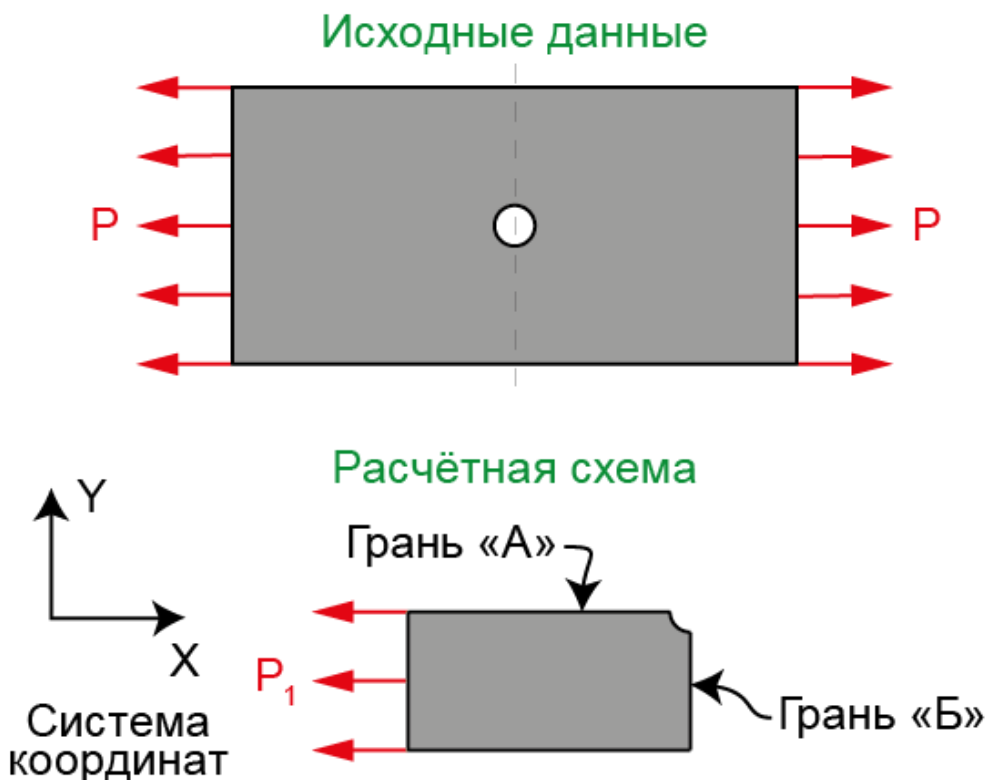 Исходные данные
P P
Расчётная схема
Y
Грань «А»
X
P1
Грань «Б»
Система
координат